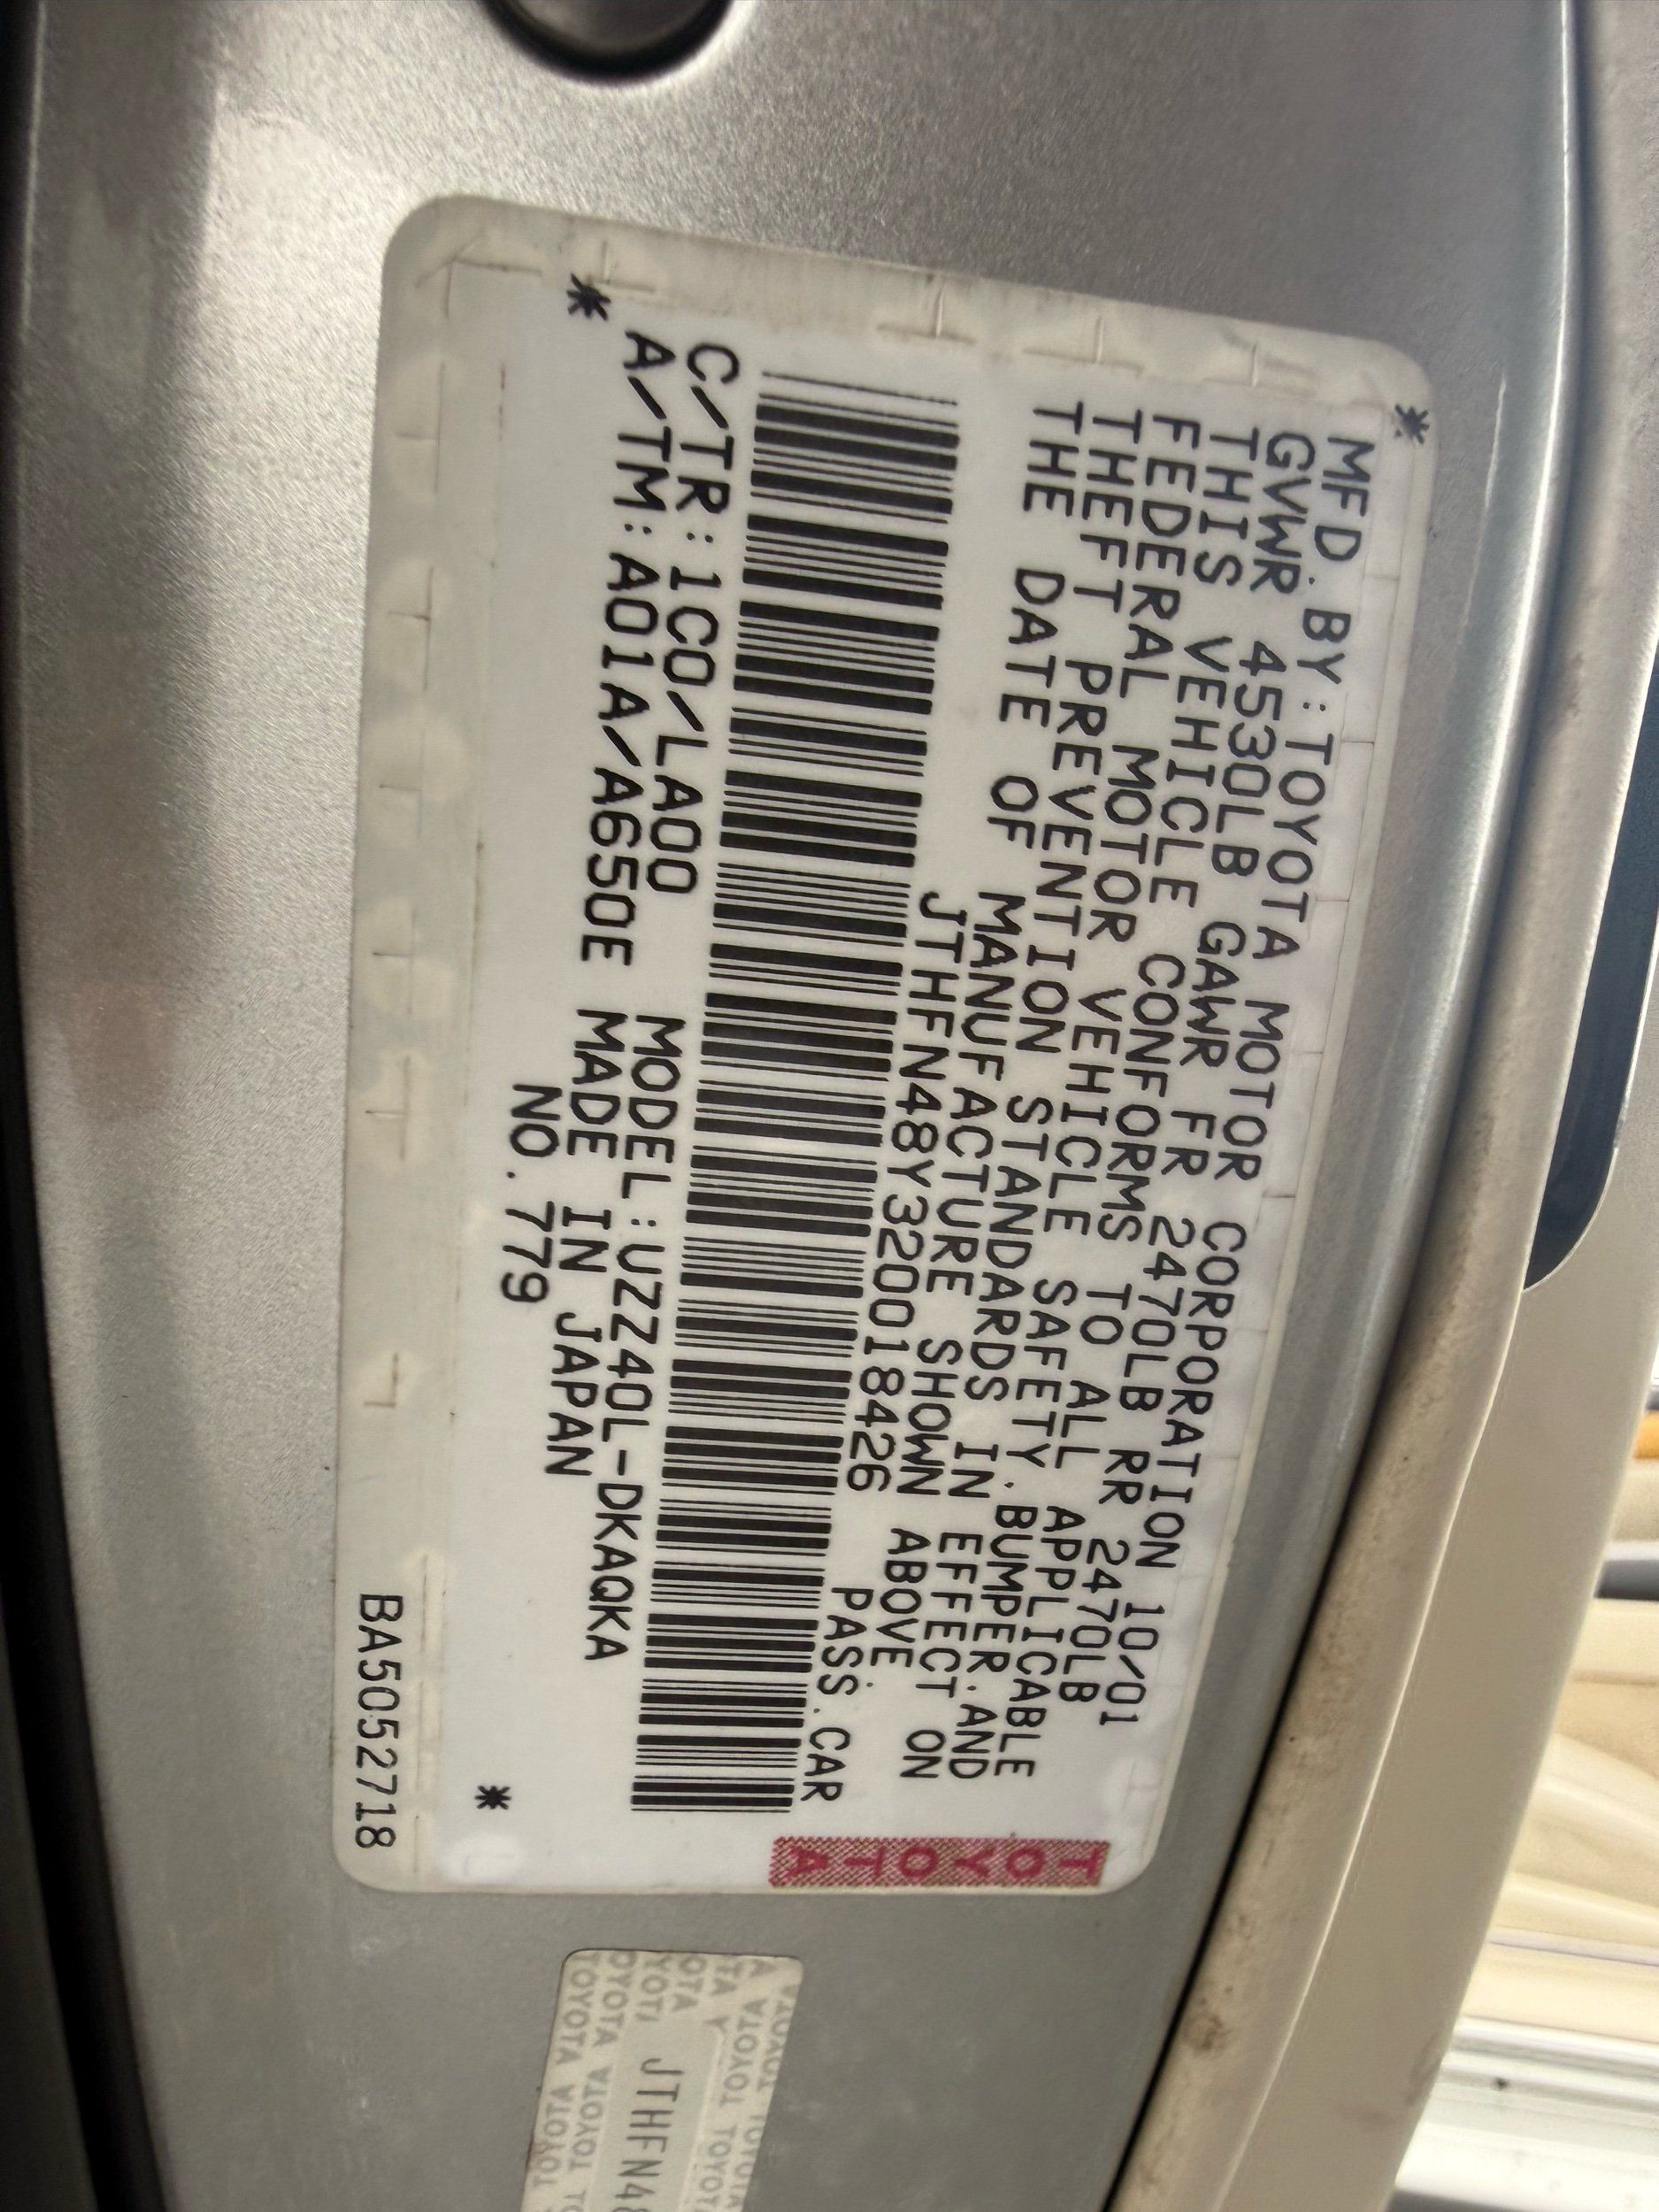 MFD. BY: TOYOTA MOTOR CORPORATION 10/01
GVWR 4530LB GAWR FR 2470LB RR 2470LB
THIS VEHICLE CONFORMS TO ALL APPLICABLE
FEDERAL MOTOR VEHICLE SAFETY. BUMPER. AND
THEFT PREVENTION STANDARDS IN EFFECT ON
THE DATE OF MANUFACTURE SHOWN ABOVE.
JTHFN48Y320018426 PASS. CAR
C/TR: 1C0/LA00 MODEL: UZZ40L-DKAQKA
A/TM: A01A/A650E MADE IN JAPAN
NO. 779
BA5052718
TOYOTA
JTHFN48